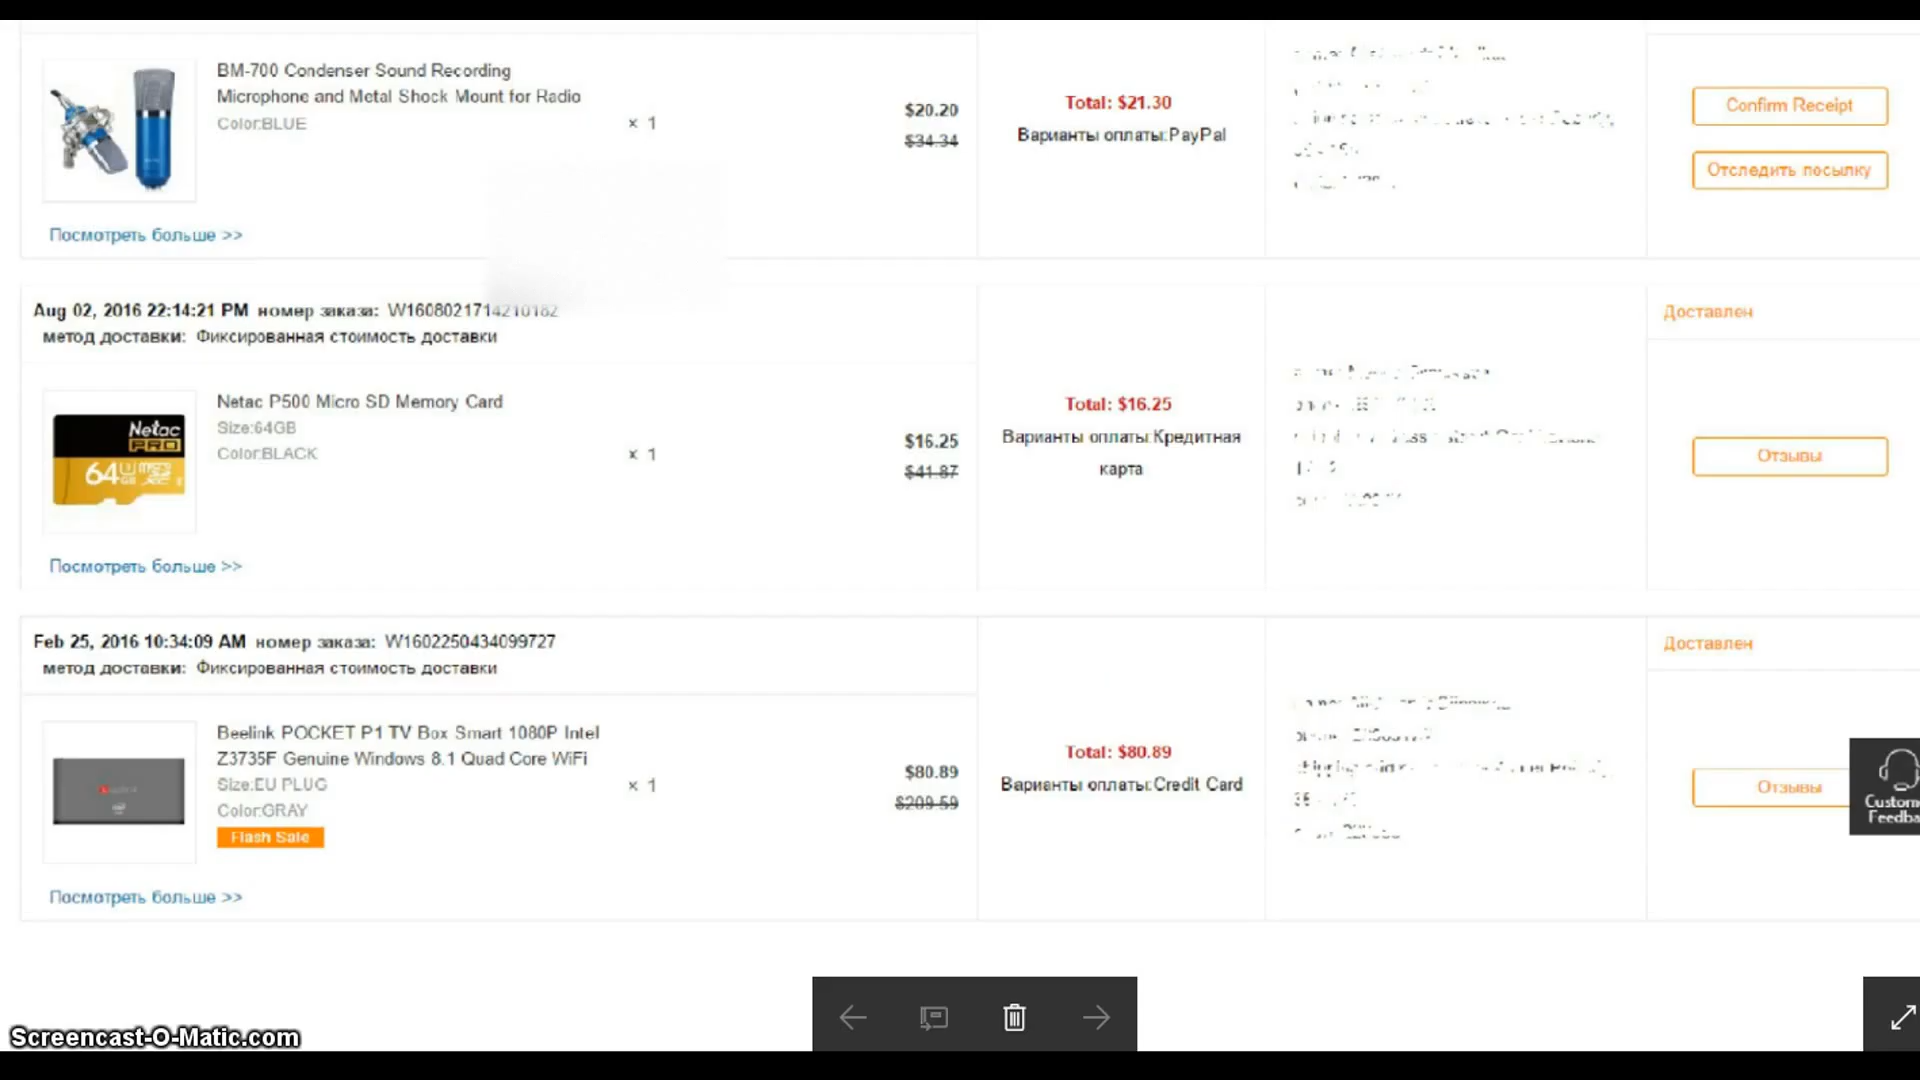 BM-700 Condenser Sound Recording
Microphone and Metal Shock Mount for Radio
Color:BLUE
× 1
$20.20
$34.34
Total: $21.30
Варианты оплаты:PayPal
Confirm Receipt
Отследить посылку
Посмотреть больше >>
Aug 02, 2016 22:14:21 PM номер заказа: W1608021714210182
метод доставки: Фиксированная стоимость доставки
Доставлен
Netac
PRO
64
GB
Netac P500 Micro SD Memory Card
Size:64GB
Color:BLACK
× 1
$16.25
$41.87
Total: $16.25
Варианты оплаты:Кредитная
карта
Отзывы
Посмотреть больше >>
Feb 25, 2016 10:34:09 AM номер заказа: W1602250434099727
метод доставки: Фиксированная стоимость доставки
Доставлен
Beelink POCKET P1 TV Box Smart 1080P Intel
Z3735F Genuine Windows 8.1 Quad Core WiFi
Size:EU PLUG
Color:GRAY
Flash Sale
× 1
$80.89
$209.59
Total: $80.89
Варианты оплаты:Credit Card
Отзывы
Custome
Feedba
Посмотреть больше >>
Screencast-O-Matic.com